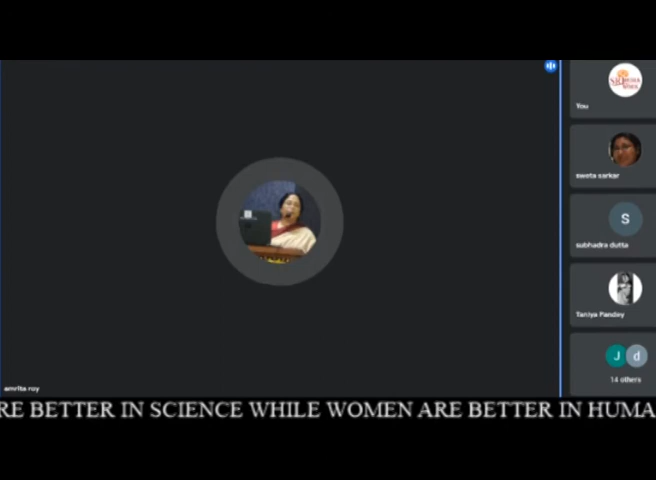 You
sweta sarkar
S
subhadra dutta
Taniya Pandey
J d
14 others
amrita roy
RE BETTER IN SCIENCE WHILE WOMEN ARE BETTER IN HUMA